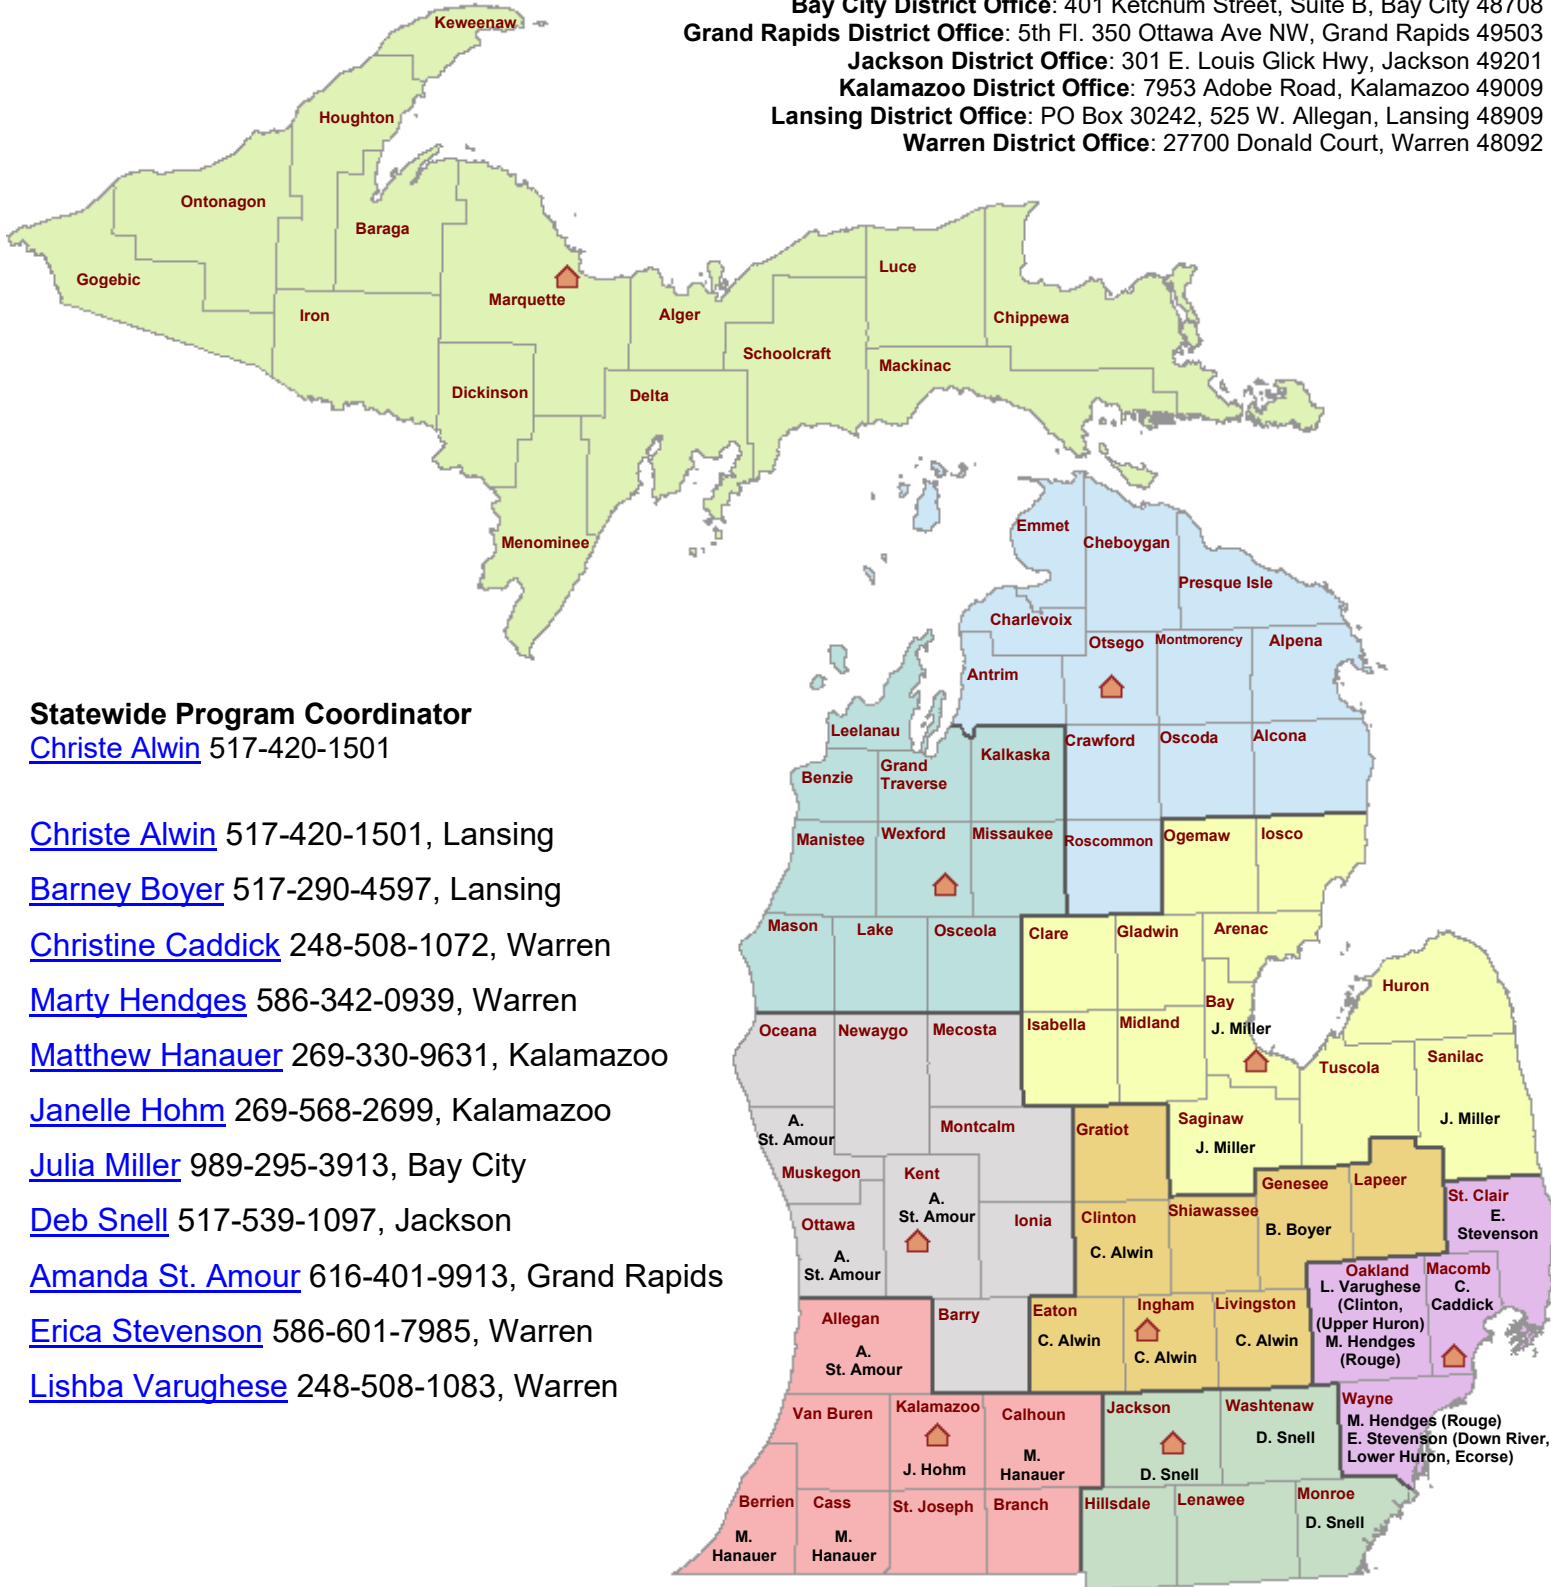 Bay City District Office: 401 Ketchum Street, Suite B, Bay City 48708
Grand Rapids District Office: 5th Fl. 350 Ottawa Ave NW, Grand Rapids 49503
Jackson District Office: 301 E. Louis Glick Hwy, Jackson 49201
Kalamazoo District Office: 7953 Adobe Road, Kalamazoo 49009
Lansing District Office: PO Box 30242, 525 W. Allegan, Lansing 48909
Warren District Office: 27700 Donald Court, Warren 48092
Keweenaw
Houghton
Ontonagon
Baraga
Gogebic
Iron
Marquette
Alger
Luce
Chippewa
Schoolcraft
Mackinac
Dickinson
Delta
Menominee
Emmet
Cheboygan
Presque Isle
Charlevoix
Otsego
Montmorency
Alpena
Antrim
Statewide Program Coordinator
Christe Alwin 517-420-1501
Christe Alwin 517-420-1501, Lansing
Barney Boyer 517-290-4597, Lansing
Christine Caddick 248-508-1072, Warren
Marty Hendges 586-342-0939, Warren
Matthew Hanauer 269-330-9631, Kalamazoo
Janelle Hohm 269-568-2699, Kalamazoo
Julia Miller 989-295-3913, Bay City
Deb Snell 517-539-1097, Jackson
Amanda St. Amour 616-401-9913, Grand Rapids
Erica Stevenson 586-601-7985, Warren
Lishba Varughese 248-508-1083, Warren
Leelanau
Kalkaska
Crawford
Oscoda
Alcona
Benzie
Grand
Traverse
Manistee
Wexford
Missaukee
Roscommon
Ogemaw
Iosco
Mason
Lake
Osceola
Clare
Gladwin
Arenac
Huron
Bay
J. Miller
Oceana
Newaygo
Mecosta
Isabella
Midland
Tuscola
Sanilac
J. Miller
A.
St. Amour
Muskegon
Montcalm
Gratiot
Saginaw
J. Miller
Kent
A.
St. Amour
Ottawa
A.
St. Amour
Ionia
Clinton
C. Alwin
Shiawassee
Genesee
B. Boyer
Lapeer
St. Clair
E.
Stevenson
Oakland
L. Varughese
(Clinton,
(Upper Huron)
M. Hendges
(Rouge)
Macomb
C.
Caddick
Allegan
A.
St. Amour
Barry
Eaton
C. Alwin
Ingham
C. Alwin
Livingston
C. Alwin
Van Buren
Kalamazoo
J. Hohm
Calhoun
M.
Hanauer
Jackson
D. Snell
Washtenaw
D. Snell
Wayne
M. Hendges (Rouge)
E. Stevenson (Down River,
Lower Huron, Ecorse)
Berrien
M.
Hanauer
Cass
M.
Hanauer
St. Joseph
Branch
Hillsdale
Lenawee
Monroe
D. Snell